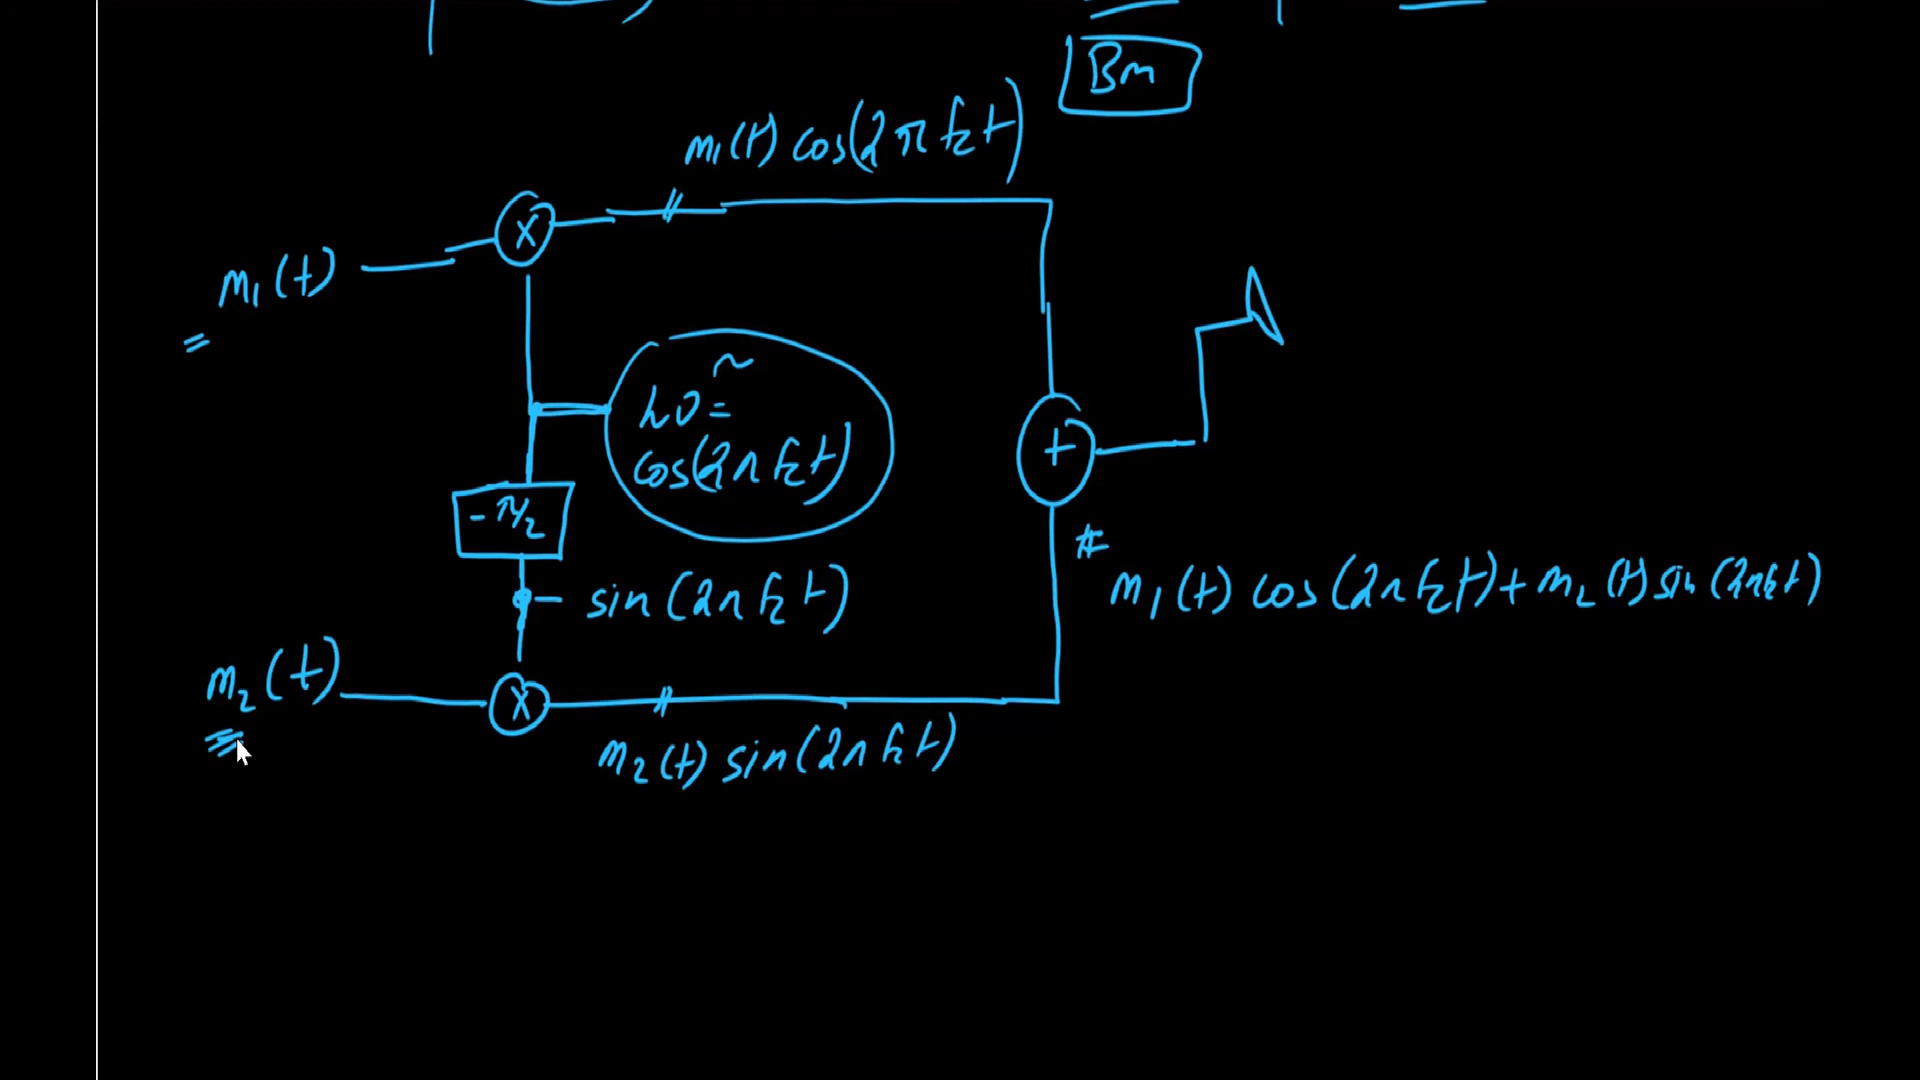 Bm
m1(t) cos(2π fc t)
x
m1(t)
~
LO =
cos(2π fc t)
+
-π/2
m1(t) cos(2π fc t) + m2(t) sin(2π fc t)
sin(2π fc t)
m2(t)
x
m2(t) sin(2π fc t)